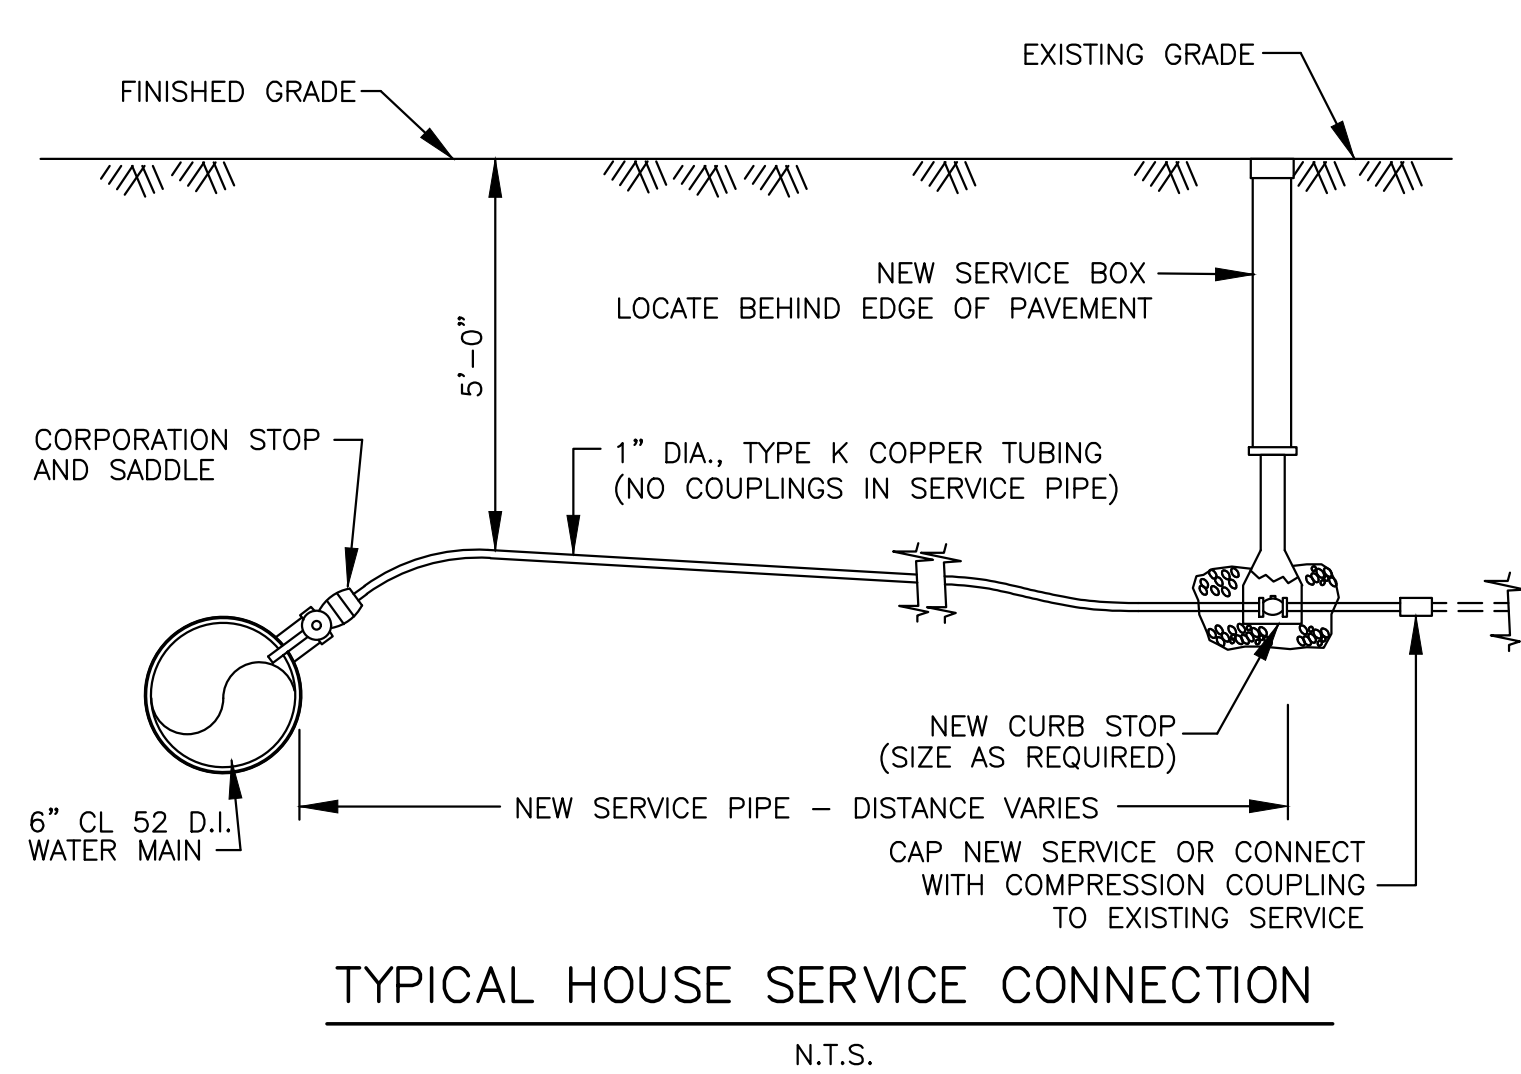 EXISTING GRADE
FINISHED GRADE
NEW SERVICE BOX
LOCATE BEHIND EDGE OF PAVEMENT
5'-0"
CORPORATION STOP
AND SADDLE
1" DIA., TYPE K COPPER TUBING
(NO COUPLINGS IN SERVICE PIPE)
NEW CURB STOP
(SIZE AS REQUIRED)
NEW SERVICE PIPE - DISTANCE VARIES
6" CL 52 D.I.
WATER MAIN
CAP NEW SERVICE OR CONNECT
WITH COMPRESSION COUPLING
TO EXISTING SERVICE
TYPICAL HOUSE SERVICE CONNECTION
N.T.S.